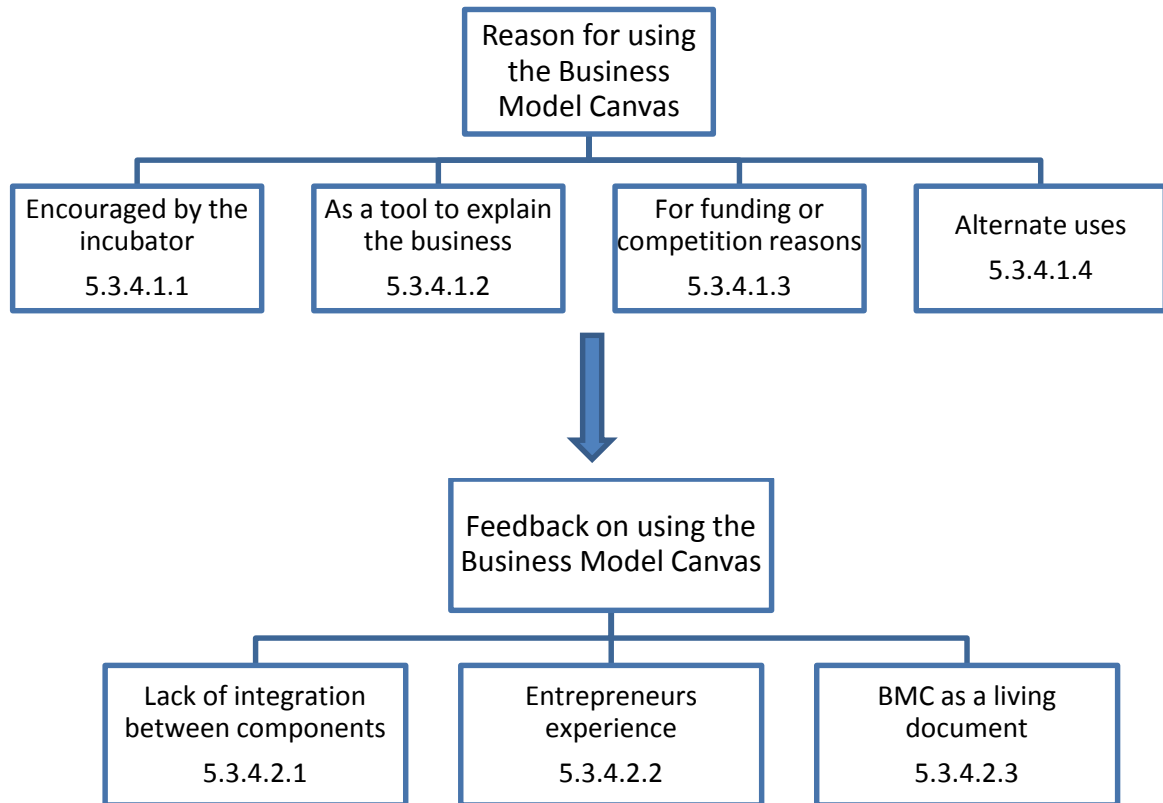 Reason for using
the Business
Model Canvas
Encouraged by the
incubator
5.3.4.1.1
As a tool to explain
the business
5.3.4.1.2
For funding or
competition reasons
5.3.4.1.3
Alternate uses
5.3.4.1.4
Feedback on using the
Business Model Canvas
Lack of integration
between components
5.3.4.2.1
Entrepreneurs
experience
5.3.4.2.2
BMC as a living
document
5.3.4.2.3